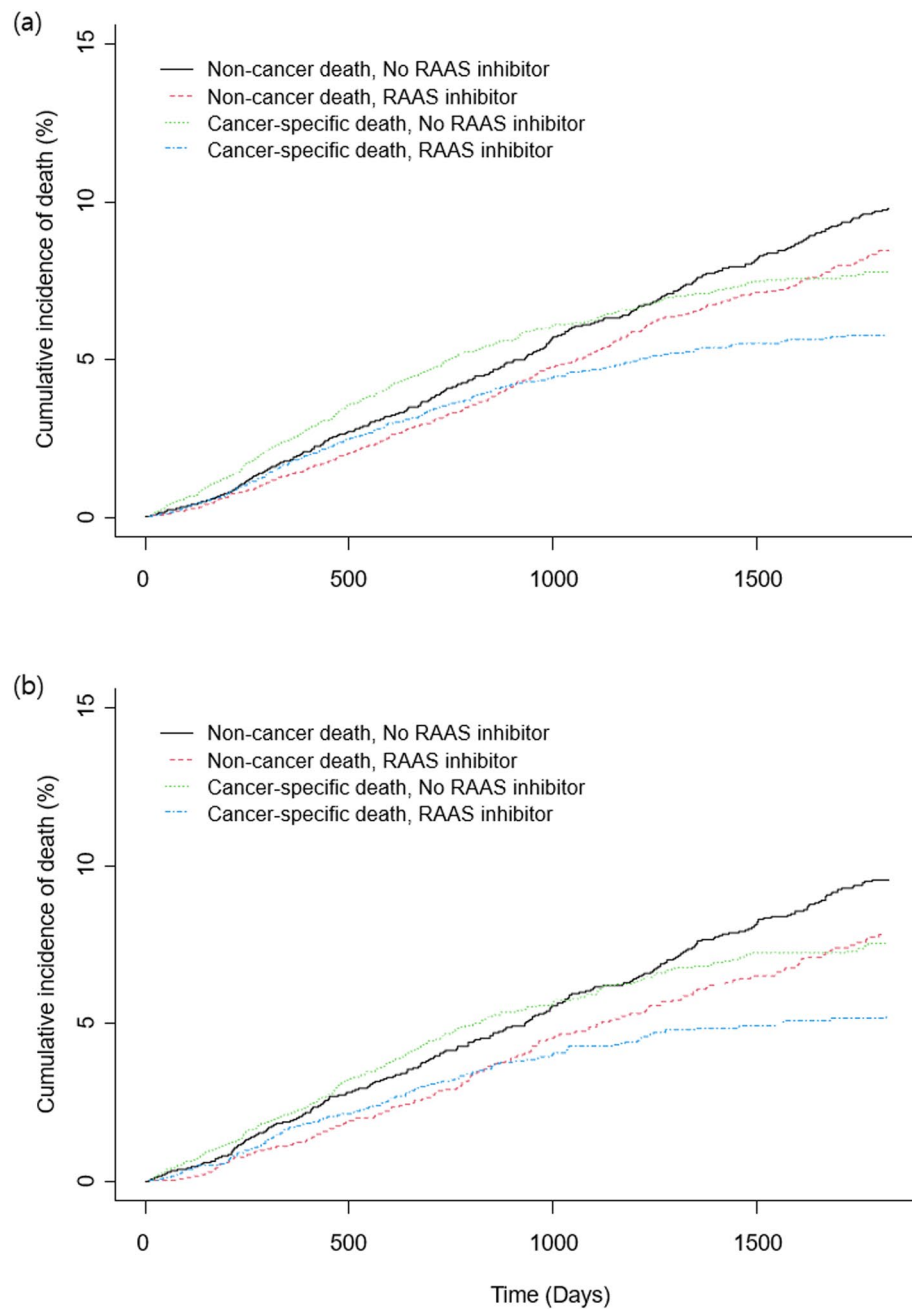 (a)
15
10
5
0
Cumulative incidence of death (%)
Non-cancer death, No RAAS inhibitor
Non-cancer death, RAAS inhibitor
Cancer-specific death, No RAAS inhibitor
Cancer-specific death, RAAS inhibitor
0 500 1000 1500
(b)
15
10
5
0
Cumulative incidence of death (%)
Non-cancer death, No RAAS inhibitor
Non-cancer death, RAAS inhibitor
Cancer-specific death, No RAAS inhibitor
Cancer-specific death, RAAS inhibitor
0 500 1000 1500
Time (Days)